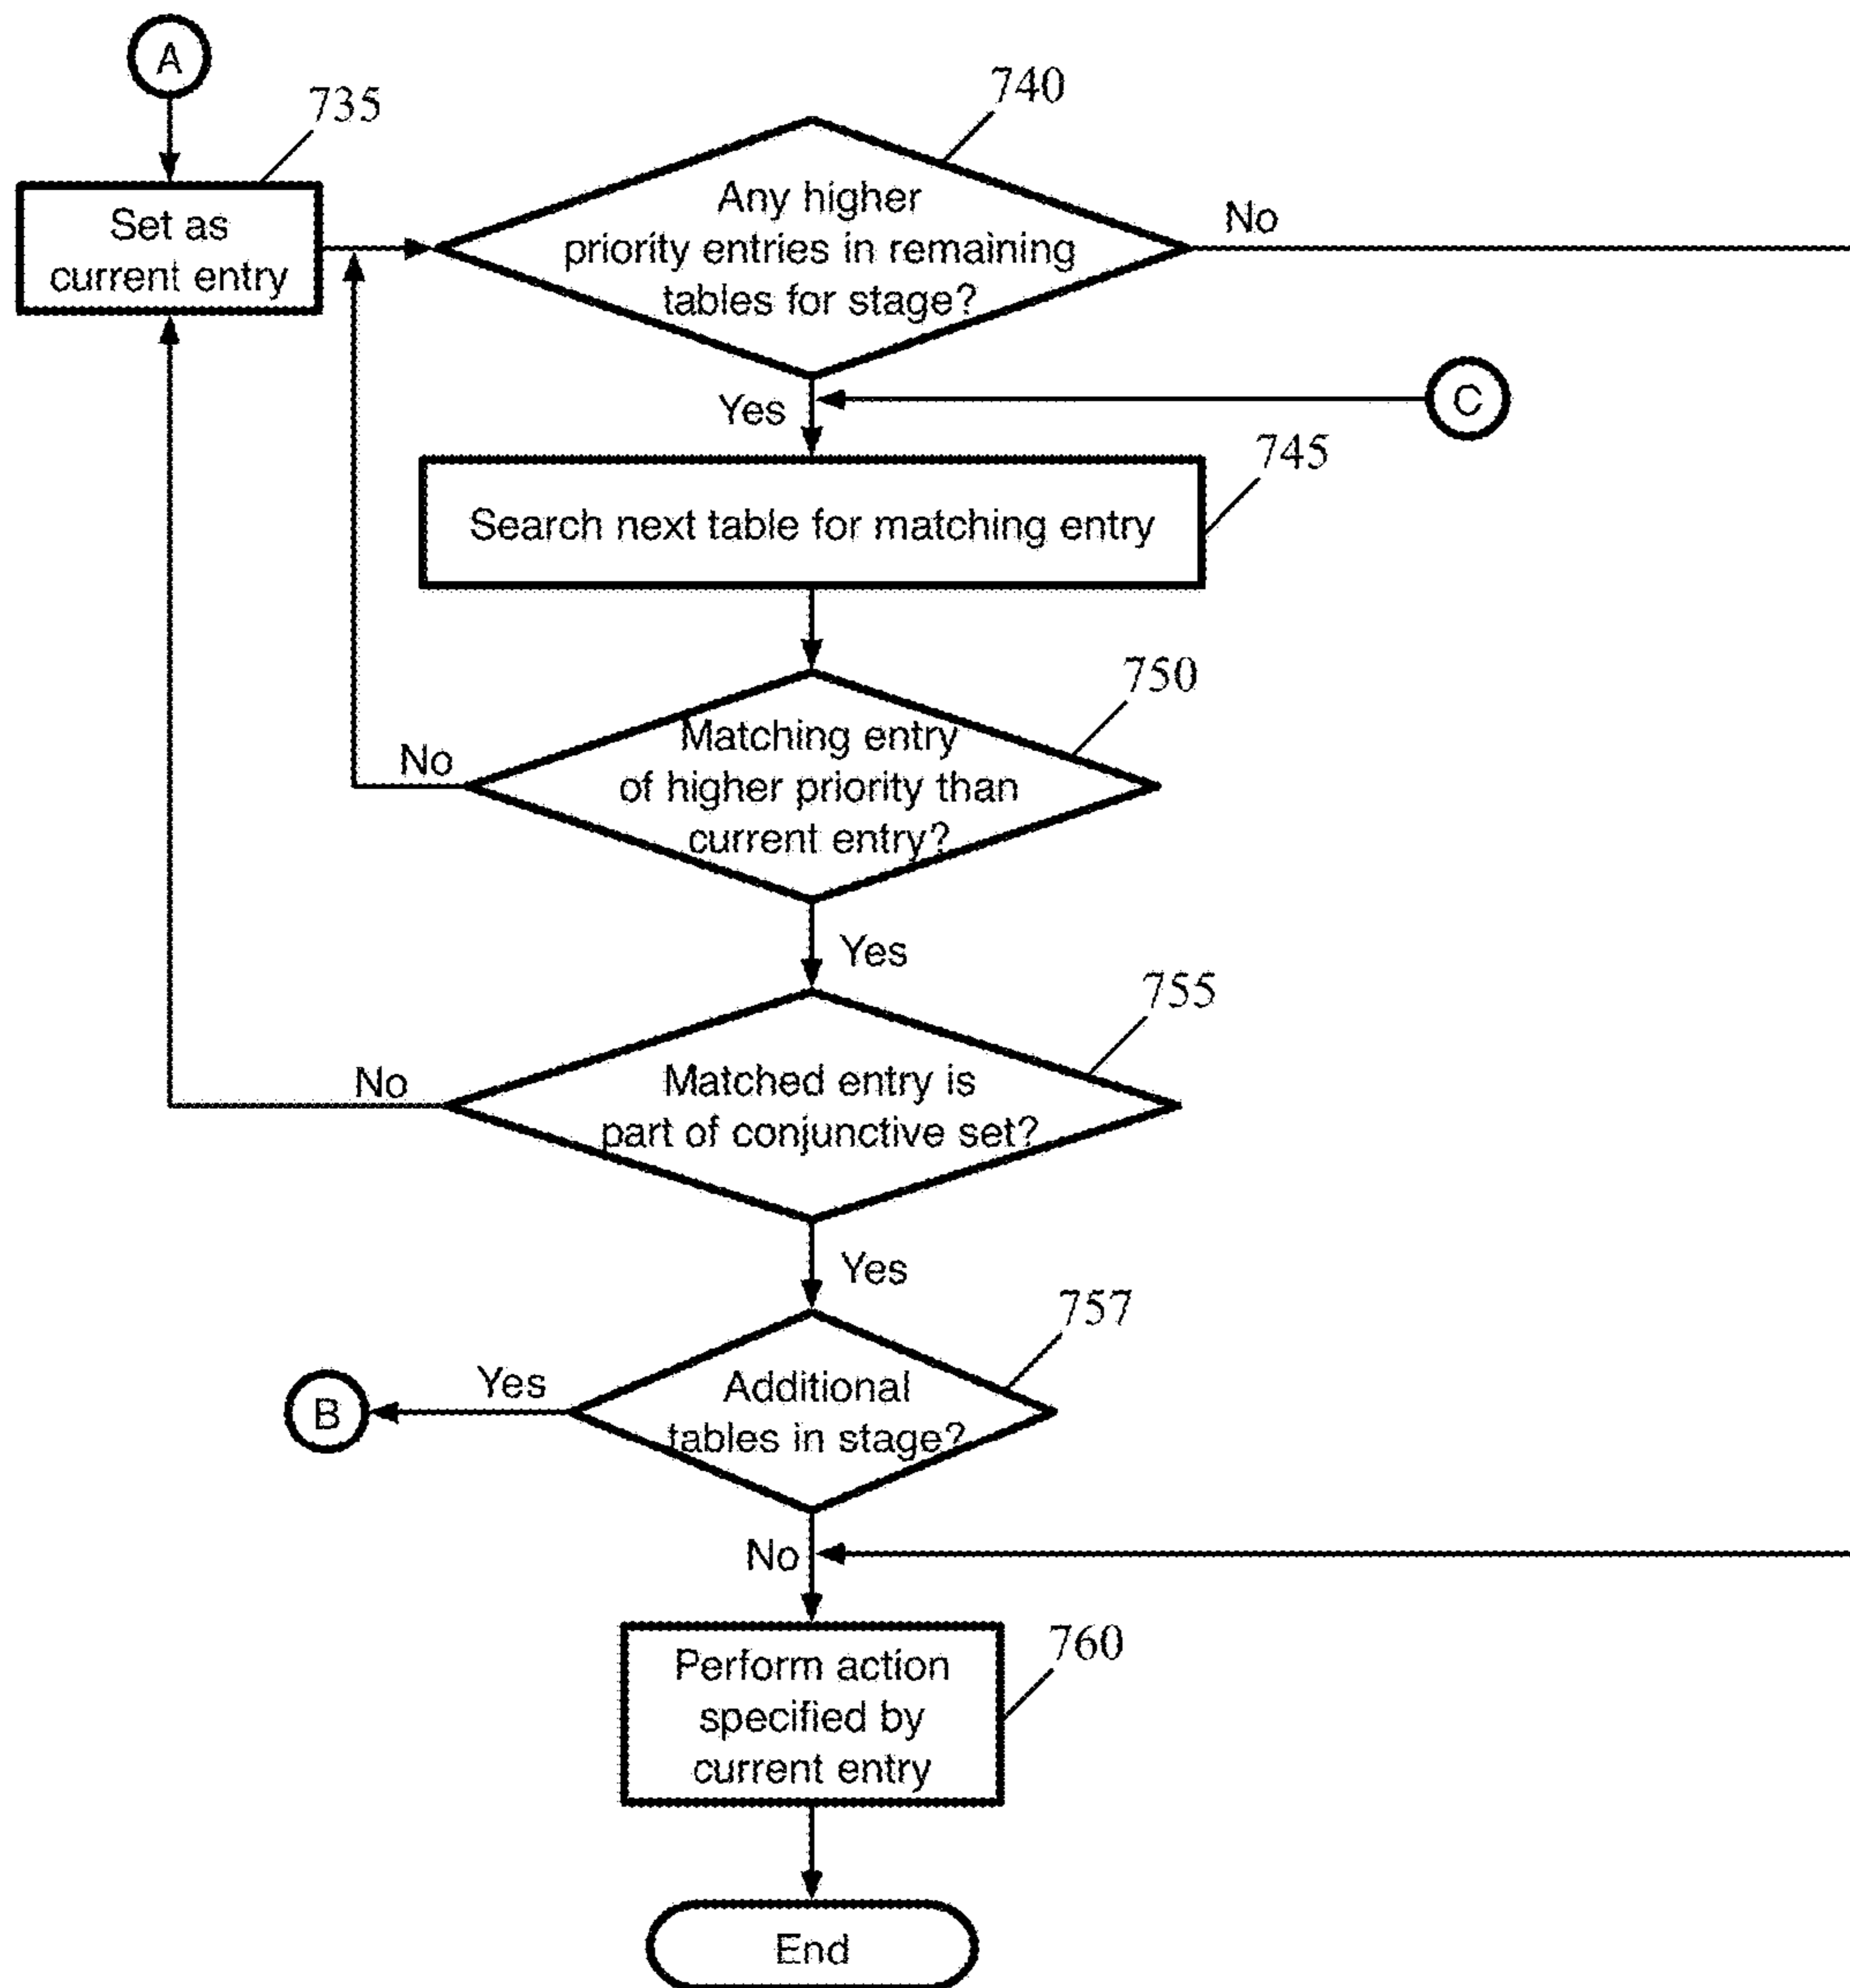 A
735
740
Set as
current entry
Any higher
priority entries in remaining
tables for stage?
No
Yes
C
745
Search next table for matching entry
750
Matching entry
of higher priority than
current entry?
No
Yes
755
Matched entry is
part of conjunctive set?
No
Yes
757
Additional
tables in stage?
Yes
B
No
760
Perform action
specified by
current entry
End